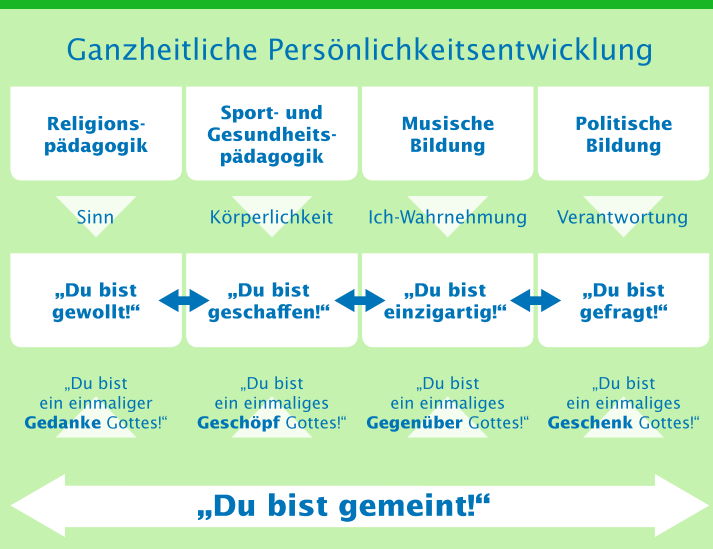 Ganzheitliche Persönlichkeitsentwicklung
Religions-
pädagogik
Sport- und
Gesundheits-
pädagogik
Musische
Bildung
Politische
Bildung
Sinn
Körperlichkeit
Ich-Wahrnehmung
Verantwortung
„Du bist
gewollt!“
„Du bist
geschaffen!“
„Du bist
einzigartig!“
„Du bist
gefragt!“
„Du bist
ein einmaliger
Gedanke Gottes!“
„Du bist
ein einmaliges
Geschöpf Gottes!“
„Du bist
ein einmaliges
Gegenüber Gottes!“
„Du bist
ein einmaliges
Geschenk Gottes!“
„Du bist gemeint!“